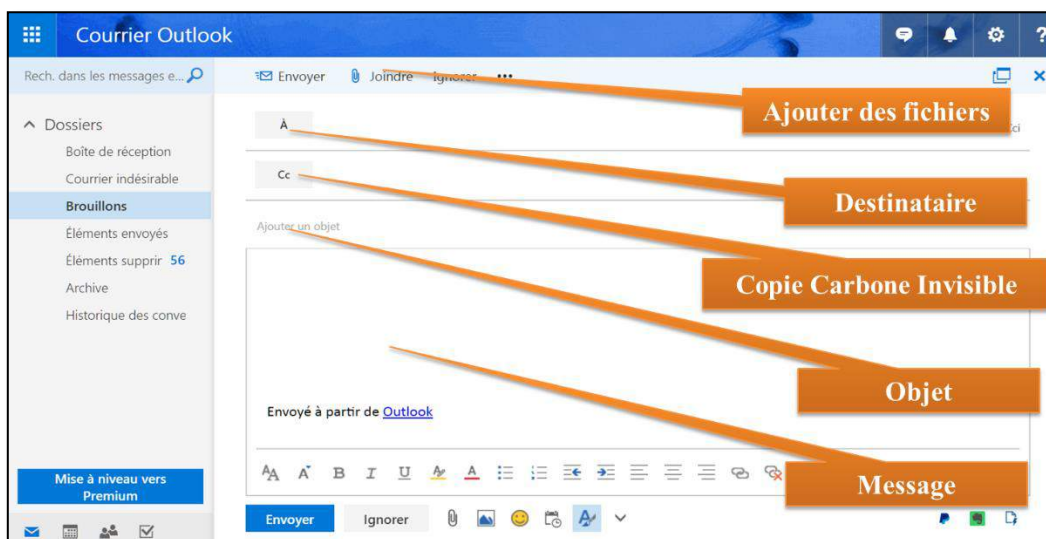 Courrier Outlook
?
Rech. dans les messages e...
Envoyer Joindre Ignorer ...
Ajouter des fichiers
Dossiers
À
Boîte de réception
Courrier indésirable
Cc
Destinataire
Brouillons
Éléments envoyés
Ajouter un objet
Éléments supprir 56
Archive
Copie Carbone Invisible
Historique des conve
Objet
Envoyé à partir de Outlook
Mise à niveau vers
Premium
Message
Envoyer Ignorer